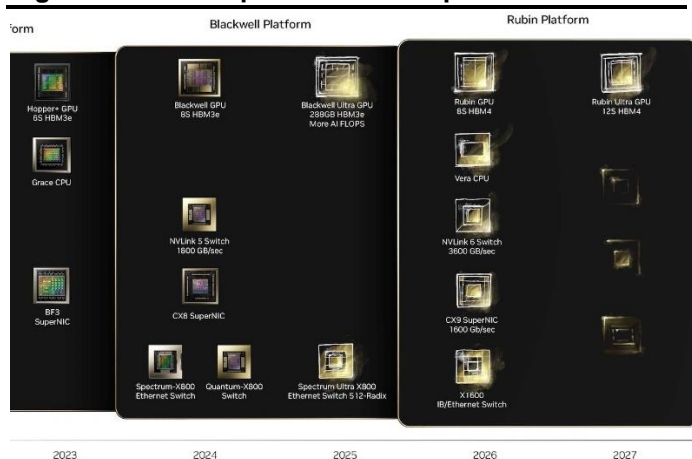 form
Blackwell Platform
Rubin Platform
Hopper+ GPU
6S HBM3e
Blackwell GPU
8S HBM3e
Blackwell Ultra GPU
288GB HBM3e
More AI FLOPS
Rubin GPU
8S HBM4
Rubin Ultra GPU
12S HBM4
Grace CPU
Vera CPU
NVLink 5 Switch
1800 GB/sec
NVLink 6 Switch
3600 GB/sec
BF3
SuperNIC
CX8 SuperNIC
CX9 SuperNIC
1600 Gb/sec
Spectrum-X800
Ethernet Switch
Quantum-X800
Switch
Spectrum Ultra X800
Ethernet Switch 512-Radix
X1600
IB/Ethernet Switch
2023
2024
2025
2026
2027